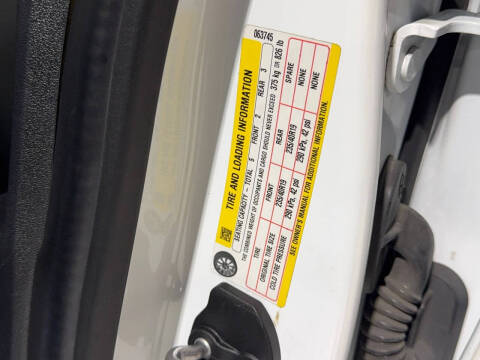 063745
TIRE AND LOADING INFORMATION
SEATING CAPACITY – TOTAL 5 FRONT 2 REAR 3
THE COMBINED WEIGHT OF OCCUPANTS AND CARGO SHOULD NEVER EXCEED 375 kg OR 826 lb
TIRE FRONT REAR SPARE
ORIGINAL TIRE SIZE 235/40R19 235/40R19 NONE
COLD TIRE PRESSURE 290 kPa, 42 psi 290 kPa, 42 psi NONE
SEE OWNER'S MANUAL FOR ADDITIONAL INFORMATION.